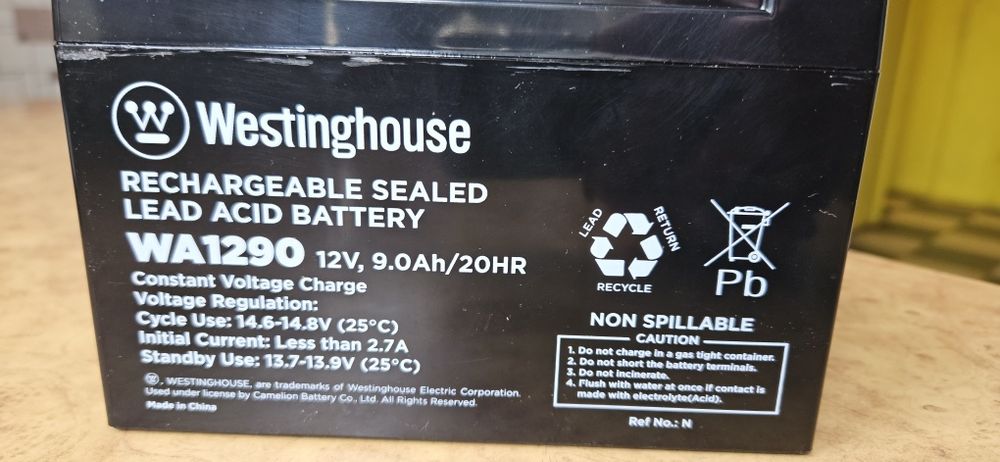 Westinghouse
RECHARGEABLE SEALED
LEAD ACID BATTERY
WA1290 12V, 9.0Ah/20HR
Constant Voltage Charge
Voltage Regulation:
Cycle Use: 14.6-14.8V (25°C)
Initial Current: Less than 2.7A
Standby Use: 13.7-13.9V (25°C)
W, WESTINGHOUSE, are trademarks of Westinghouse Electric Corporation.
Used under license by Camelion Battery Co., Ltd. All Rights Reserved.
Made in China
LEAD
RETURN
RECYCLE
Pb
NON SPILLABLE
CAUTION
1. Do not charge in a gas tight container.
2. Do not short the battery terminals.
3. Do not incinerate.
4. Flush with water at once if contact is
made with electrolyte(Acid).
Ref No.: N